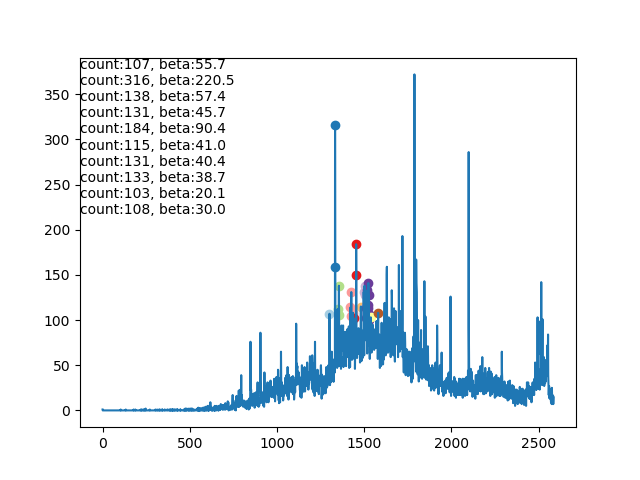 count:107, beta:55.7
count:316, beta:220.5
count:138, beta:57.4
count:131, beta:45.7
count:184, beta:90.4
count:115, beta:41.0
count:131, beta:40.4
count:133, beta:38.7
count:103, beta:20.1
count:108, beta:30.0
350
300
250
200
150
100
50
0
0 500 1000 1500 2000 2500